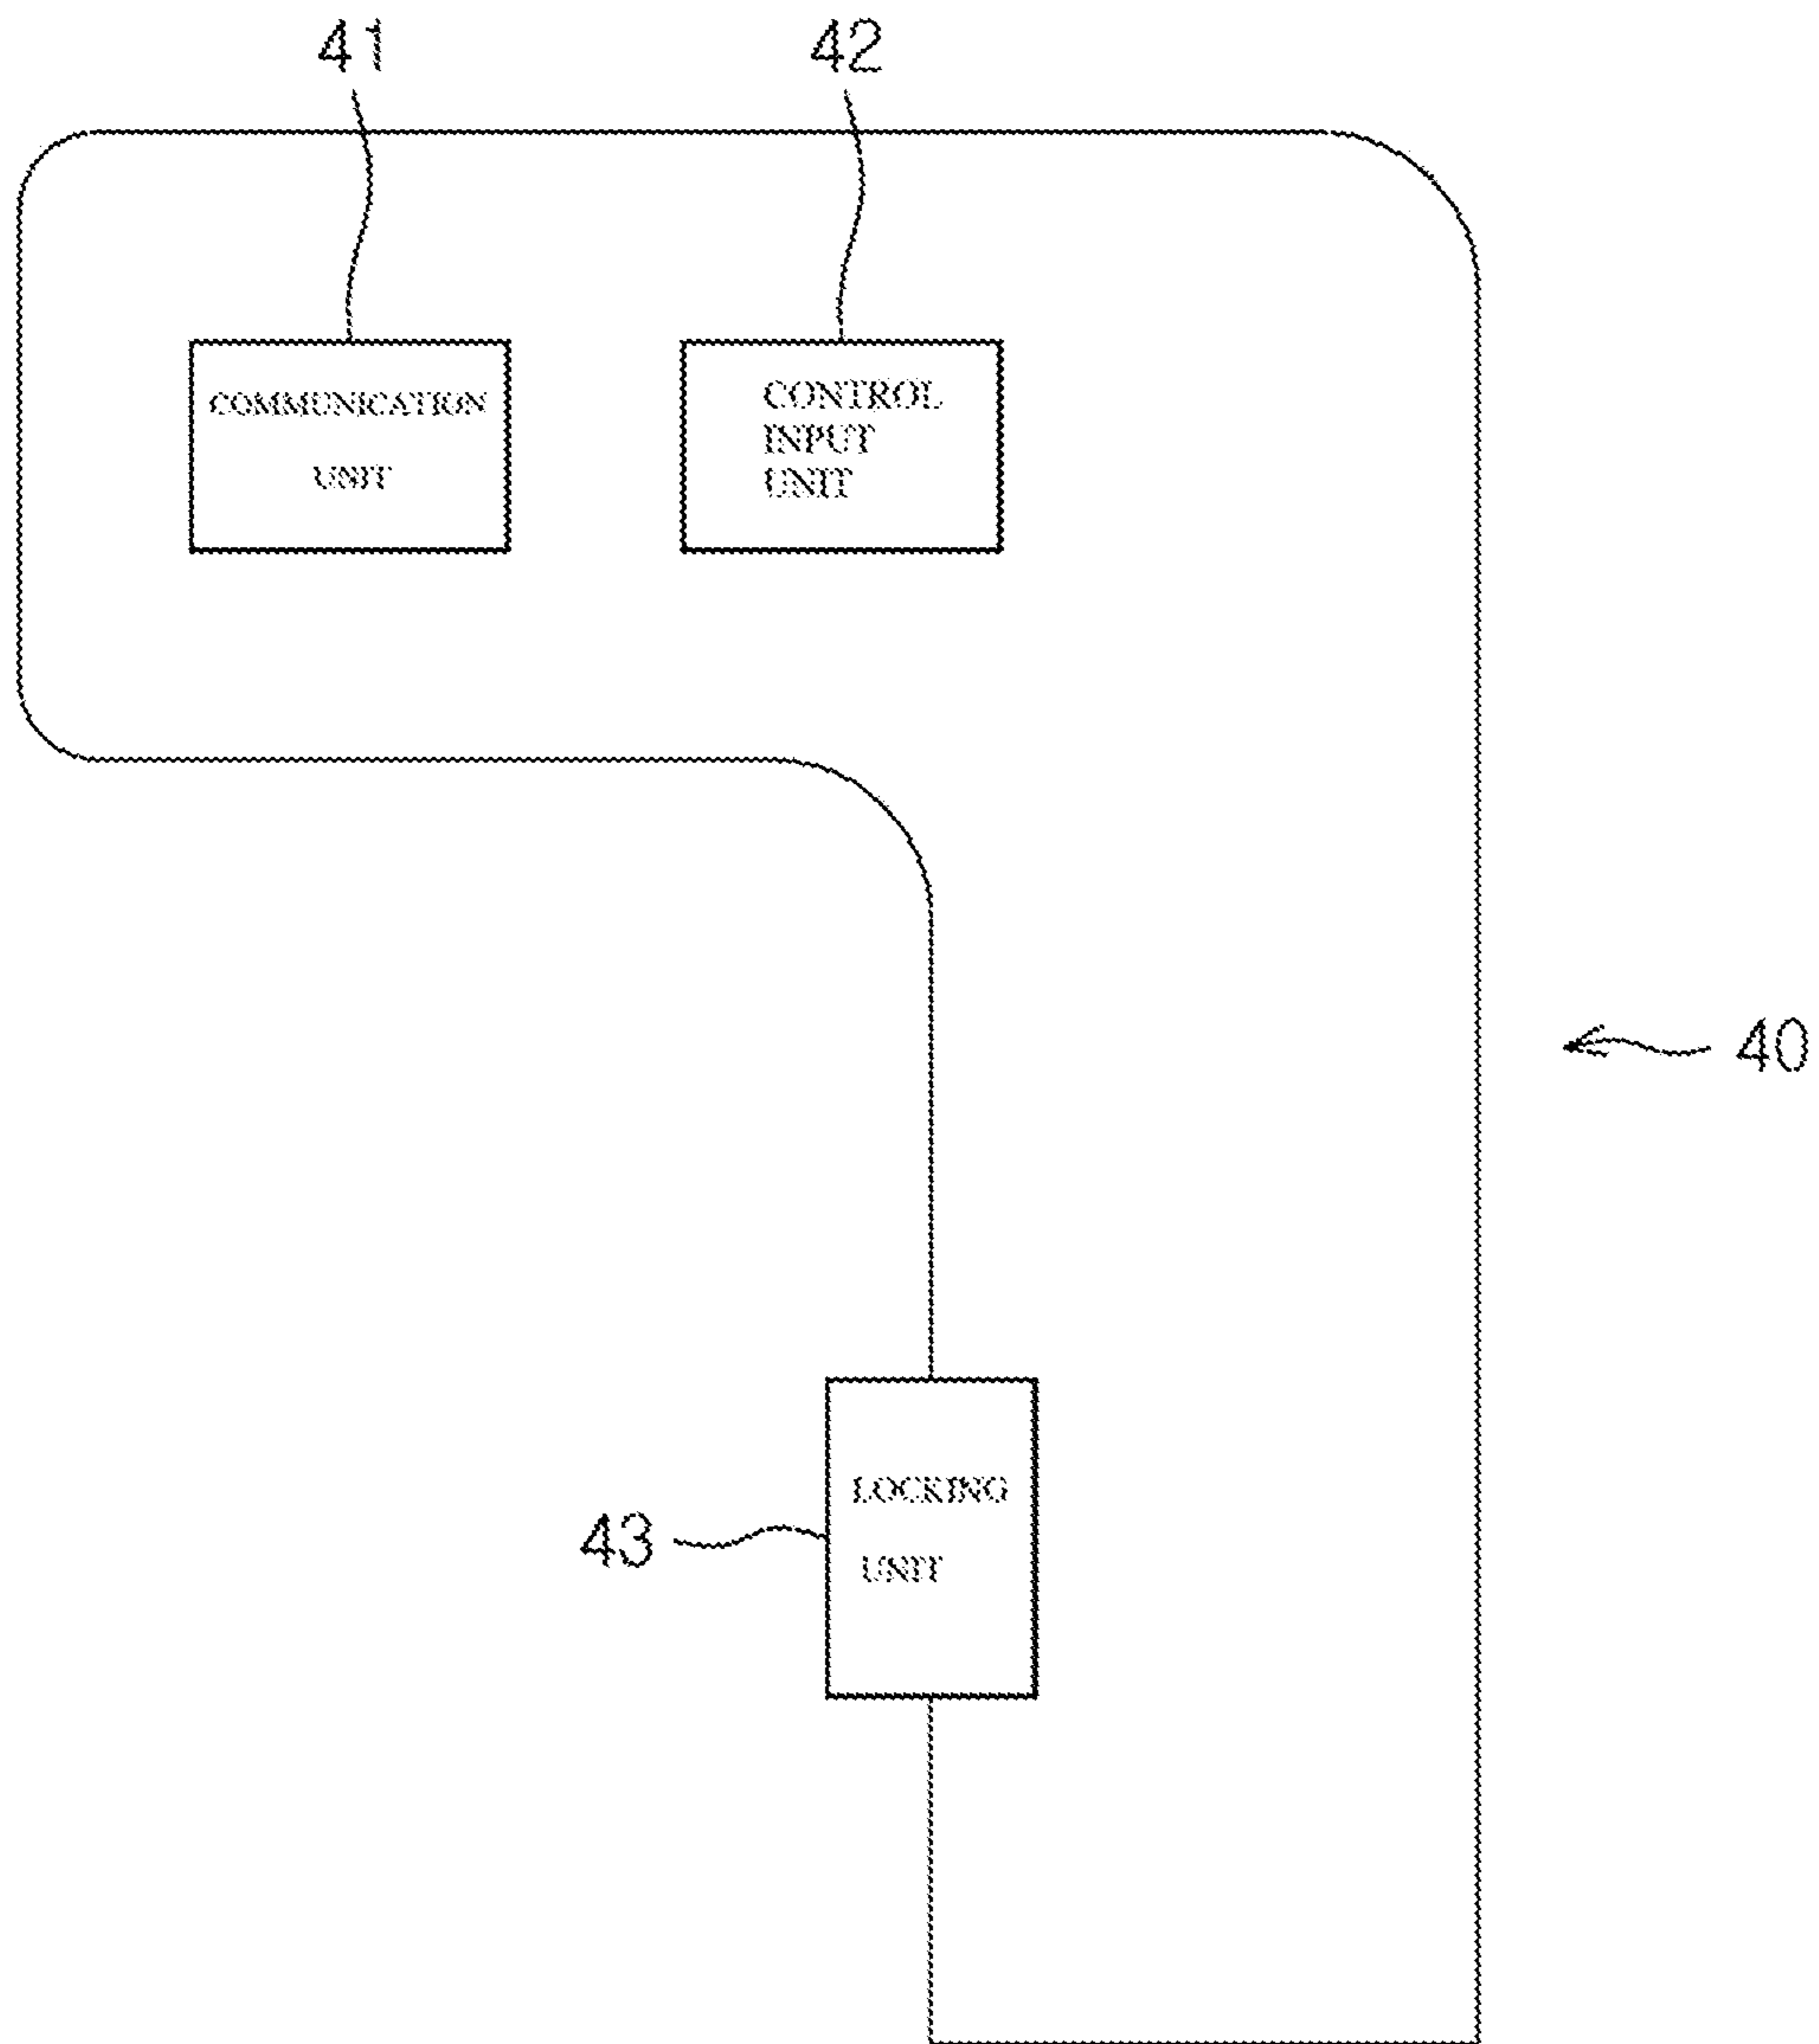 41
42
COMMUNICATION
UNIT
CONTROL
INPUT
UNIT
40
LOCKING
43
UNIT